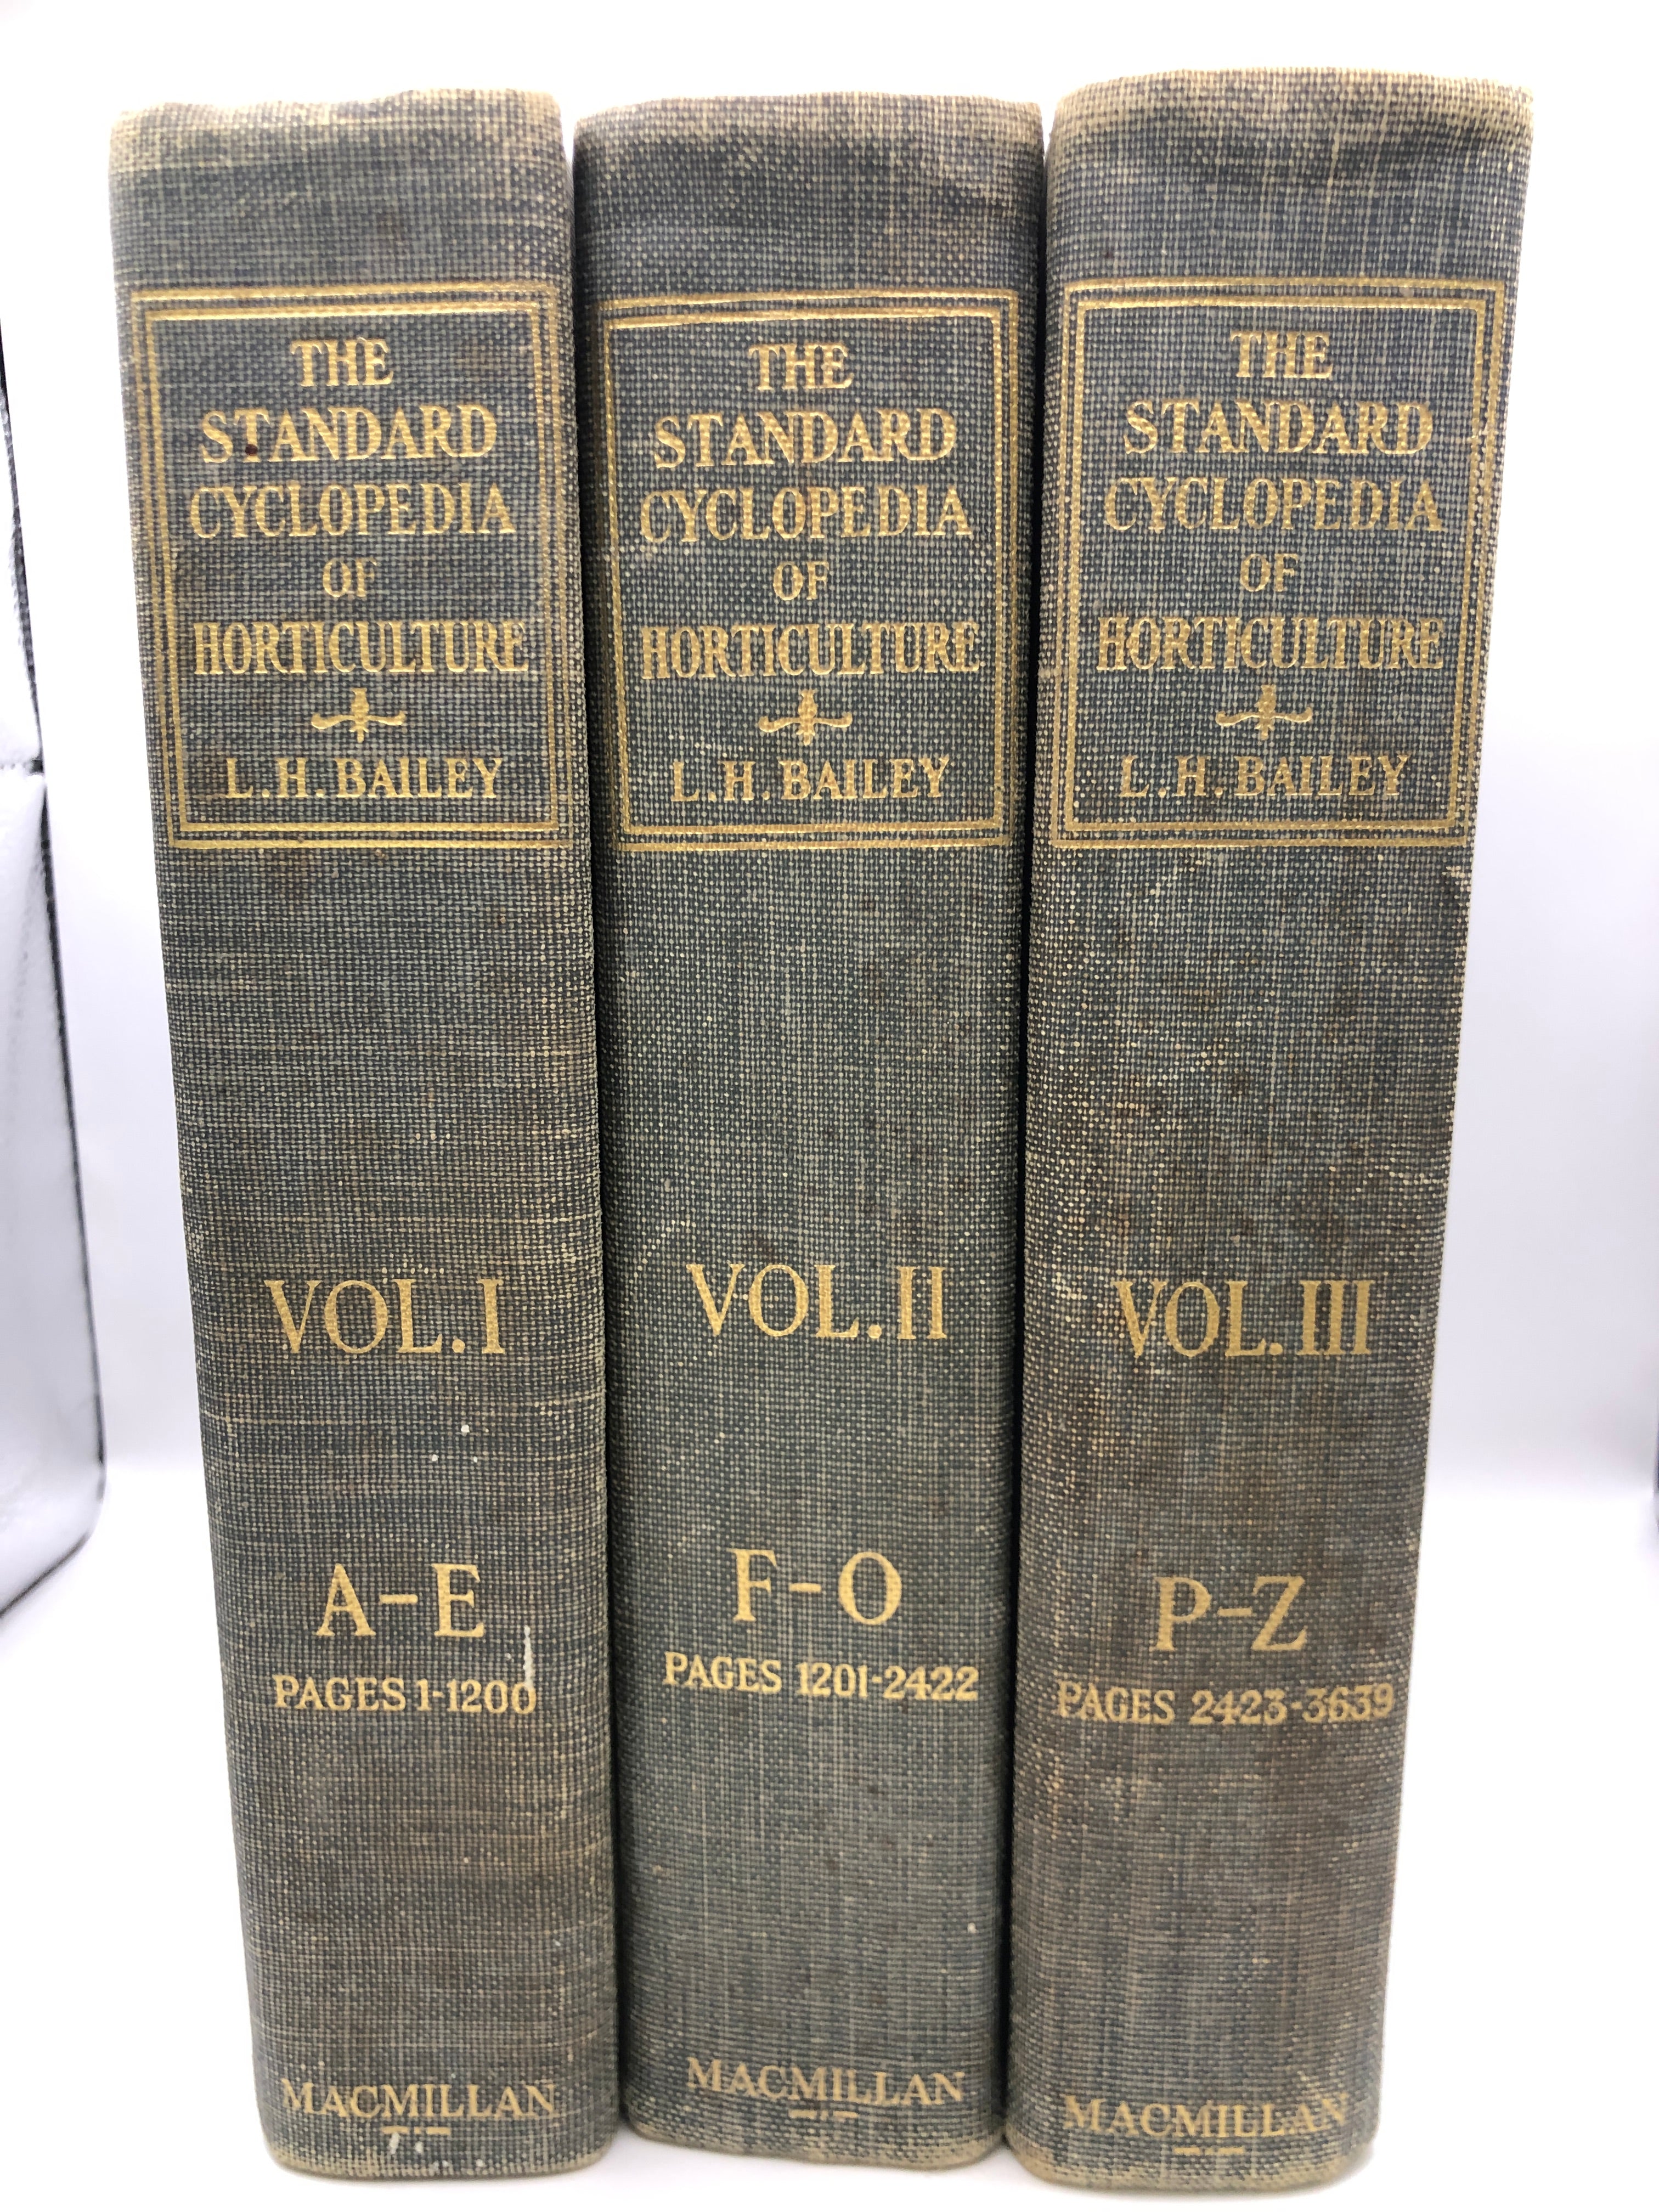 THE
STANDARD
CYCLOPEDIA
OF
HORTICULTURE
L. H. BAILEY
VOL. I
A-E
PAGES 1-1200
MACMILLAN
THE
STANDARD
CYCLOPEDIA
OF
HORTICULTURE
L. H. BAILEY
VOL. II
F-O
PAGES 1201-2422
MACMILLAN
THE
STANDARD
CYCLOPEDIA
OF
HORTICULTURE
L. H. BAILEY
VOL. III
P-Z
PAGES 2423-3639
MACMILLAN